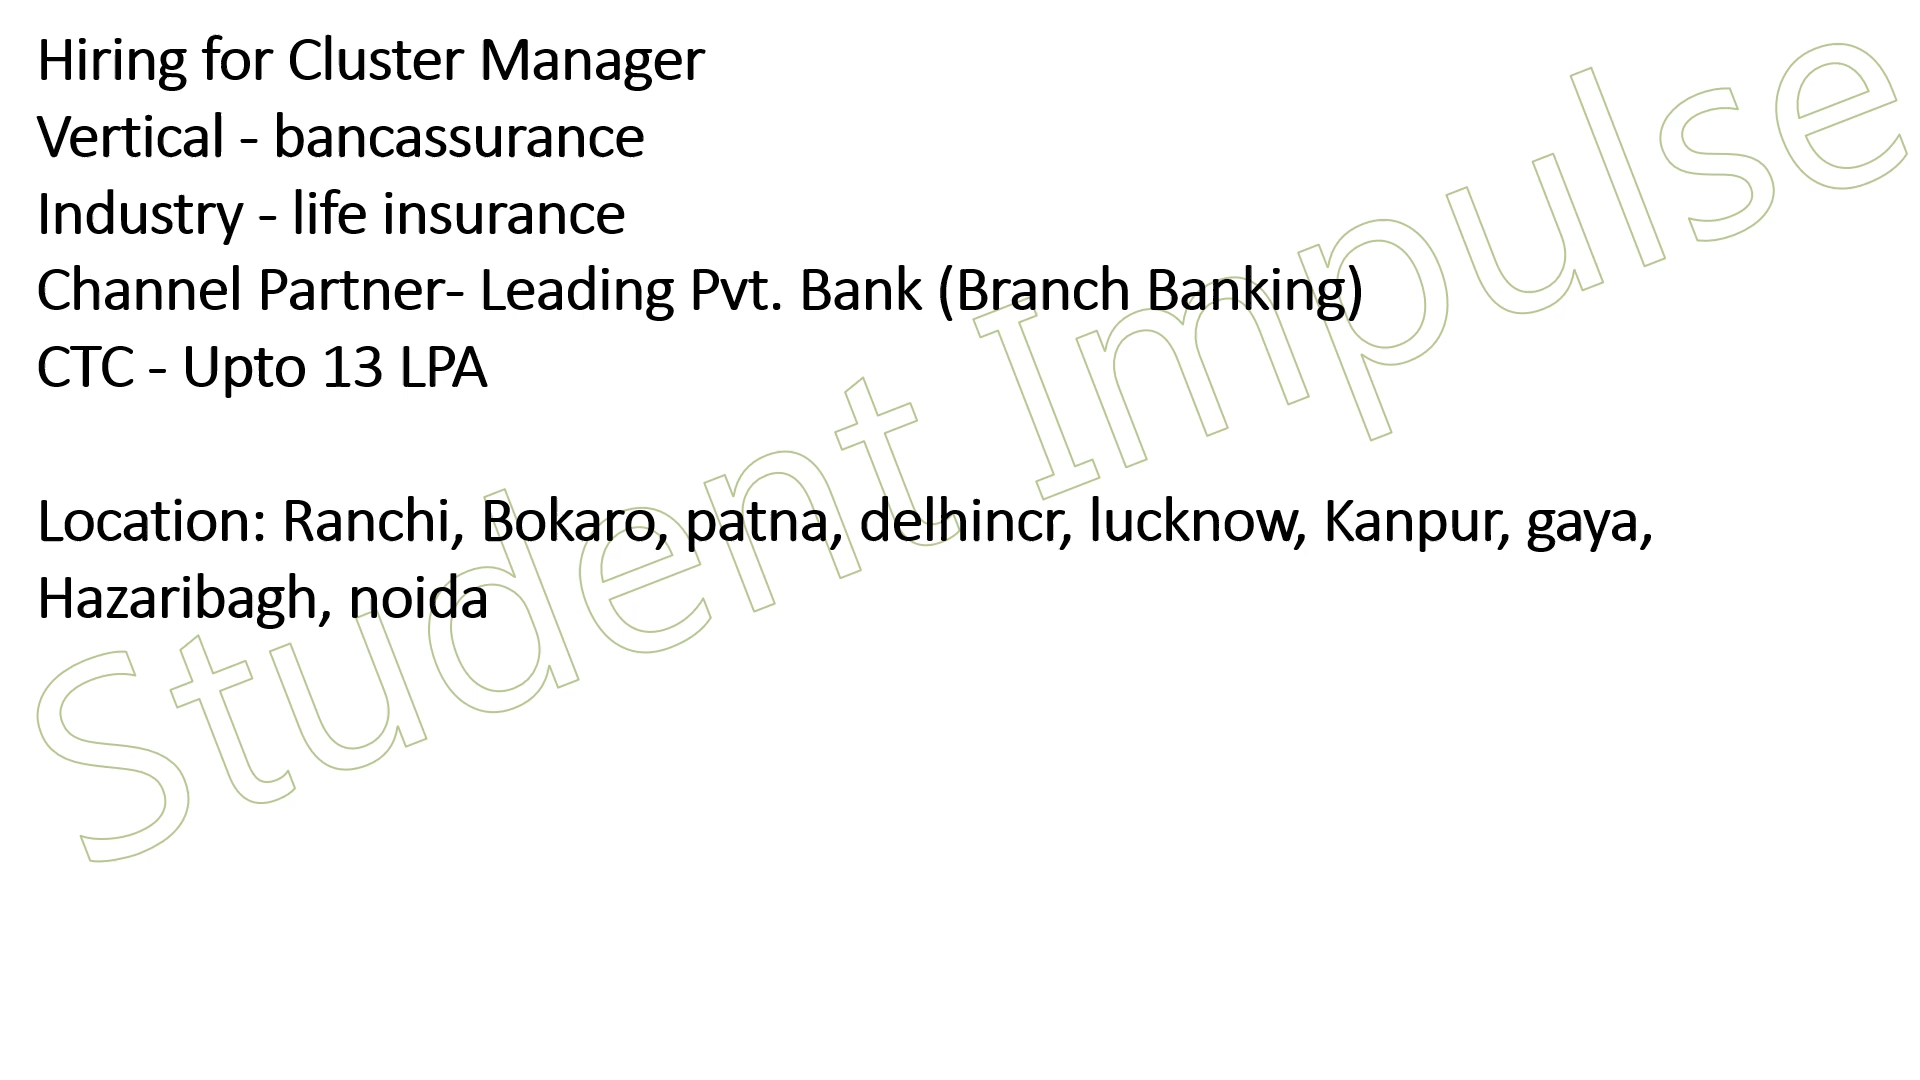 Hiring for Cluster Manager
Vertical - bancassurance
Industry - life insurance
Channel Partner- Leading Pvt. Bank (Branch Banking)
CTC - Upto 13 LPA
Location: Ranchi, Bokaro, patna, delhincr, lucknow, Kanpur, gaya,
Hazaribagh, noida
Student Impulse